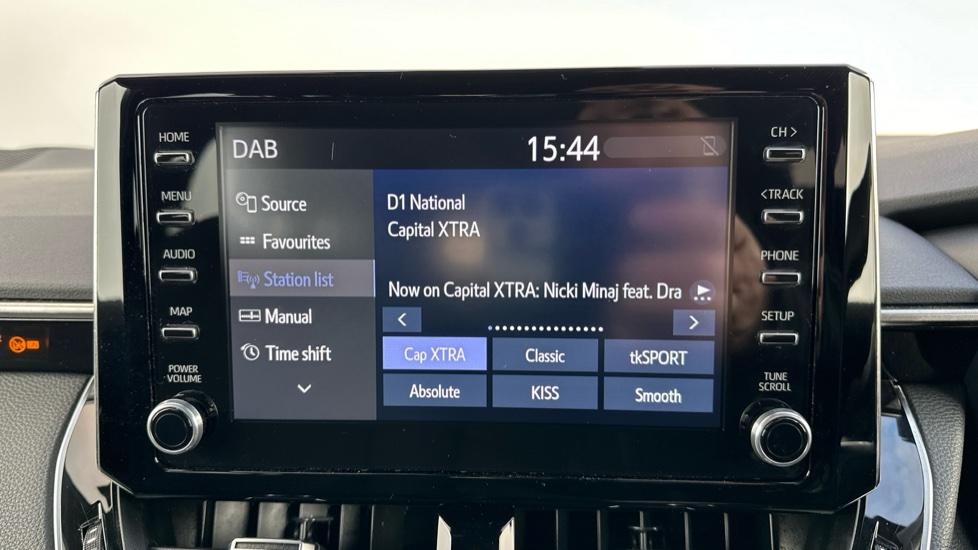 HOME
MENU
AUDIO
MAP
POWER
VOLUME
DAB
15:44
Source
Favourites
Station list
Manual
Time shift
D1 National
Capital XTRA
Now on Capital XTRA: Nicki Minaj feat. Dra
Cap XTRA
Classic
tkSPORT
Absolute
KISS
Smooth
CH >
< TRACK
PHONE
SETUP
TUNE
SCROLL